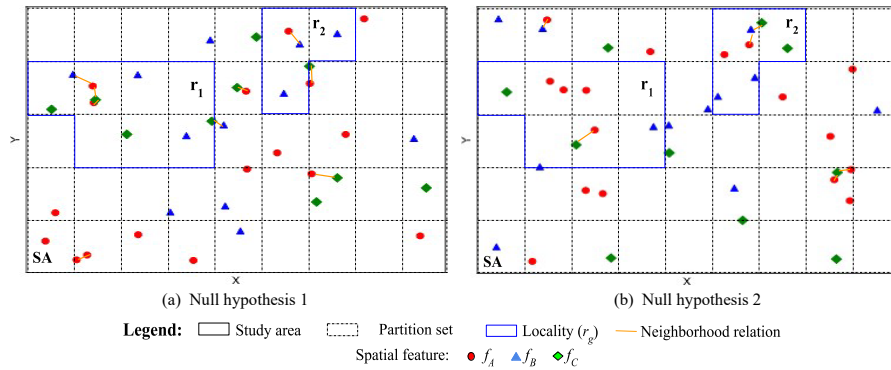 r2
r1
Y
SA
X
(a) Null hypothesis 1
r2
r1
Y
SA
X
(b) Null hypothesis 2
Legend: Study area Partition set Locality (rg) Neighborhood relation
Spatial feature: fA fB fC